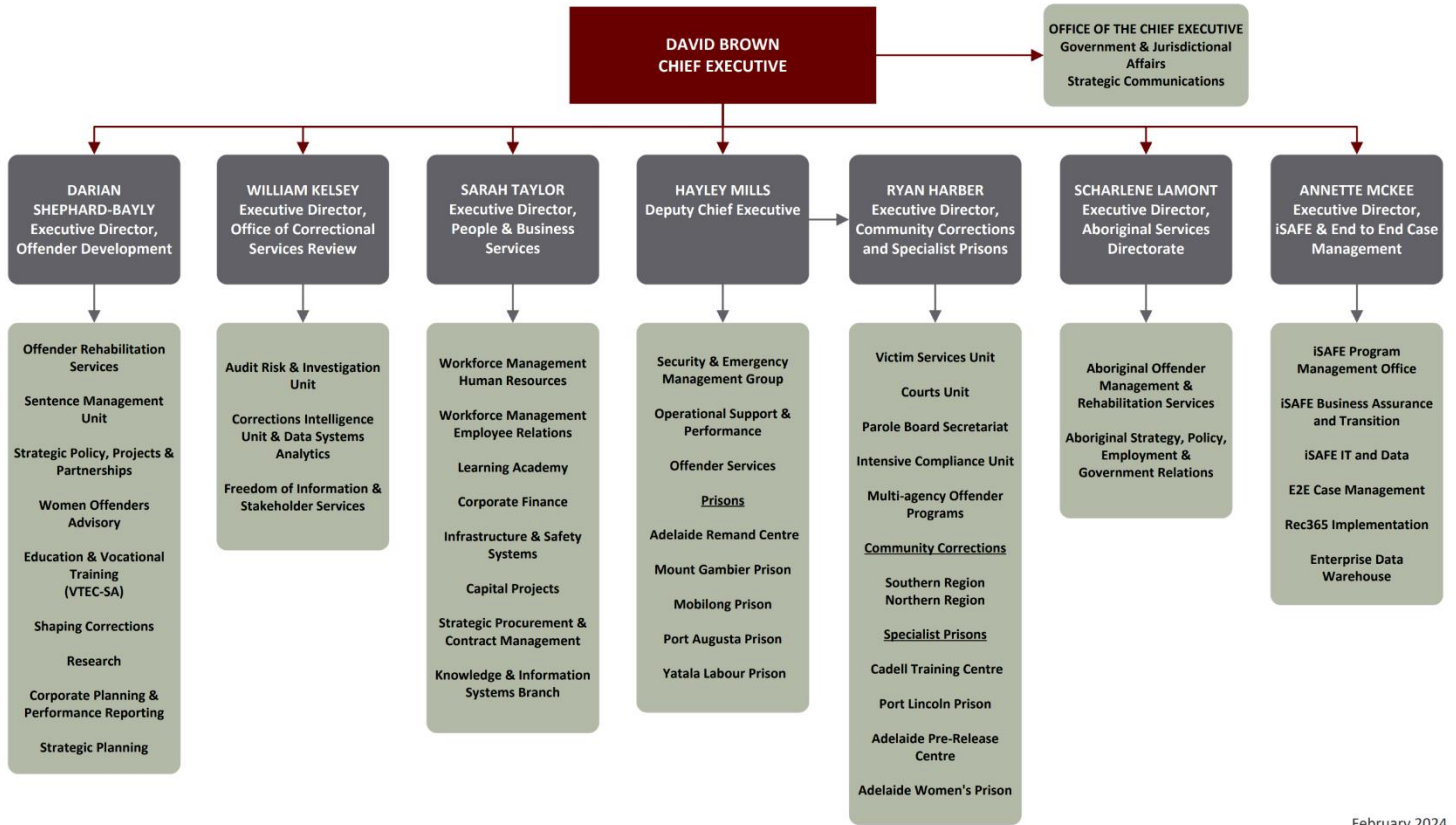 DAVID BROWN
CHIEF EXECUTIVE
OFFICE OF THE CHIEF EXECUTIVE
Government & Jurisdictional
Affairs
Strategic Communications
DARIAN
SHEPHARD-BAYLY
Executive Director,
Offender Development
WILLIAM KELSEY
Executive Director,
Office of Correctional
Services Review
SARAH TAYLOR
Executive Director,
People & Business
Services
HAYLEY MILLS
Deputy Chief Executive
RYAN HARBER
Executive Director,
Community Corrections
and Specialist Prisons
SCHARLENE LAMONT
Executive Director,
Aboriginal Services
Directorate
ANNETTE MCKEE
Executive Director,
iSAFE & End to End Case
Management
Offender Rehabilitation
Services
Sentence Management
Unit
Strategic Policy, Projects &
Partnerships
Women Offenders
Advisory
Education & Vocational
Training
(VTEC-SA)
Shaping Corrections
Research
Corporate Planning &
Performance Reporting
Strategic Planning
Audit Risk & Investigation
Unit
Corrections Intelligence
Unit & Data Systems
Analytics
Freedom of Information &
Stakeholder Services
Workforce Management
Human Resources
Workforce Management
Employee Relations
Learning Academy
Corporate Finance
Infrastructure & Safety
Systems
Capital Projects
Strategic Procurement &
Contract Management
Knowledge & Information
Systems Branch
Security & Emergency
Management Group
Operational Support &
Performance
Offender Services
Prisons
Adelaide Remand Centre
Mount Gambier Prison
Mobilong Prison
Port Augusta Prison
Yatala Labour Prison
Victim Services Unit
Courts Unit
Parole Board Secretariat
Intensive Compliance Unit
Multi-agency Offender
Programs
Community Corrections
Southern Region
Northern Region
Specialist Prisons
Cadell Training Centre
Port Lincoln Prison
Adelaide Pre-Release
Centre
Adelaide Women's Prison
Aboriginal Offender
Management &
Rehabilitation Services
Aboriginal Strategy, Policy,
Employment &
Government Relations
iSAFE Program
Management Office
iSAFE Business Assurance
and Transition
iSAFE IT and Data
E2E Case Management
Rec365 Implementation
Enterprise Data
Warehouse
February 2024